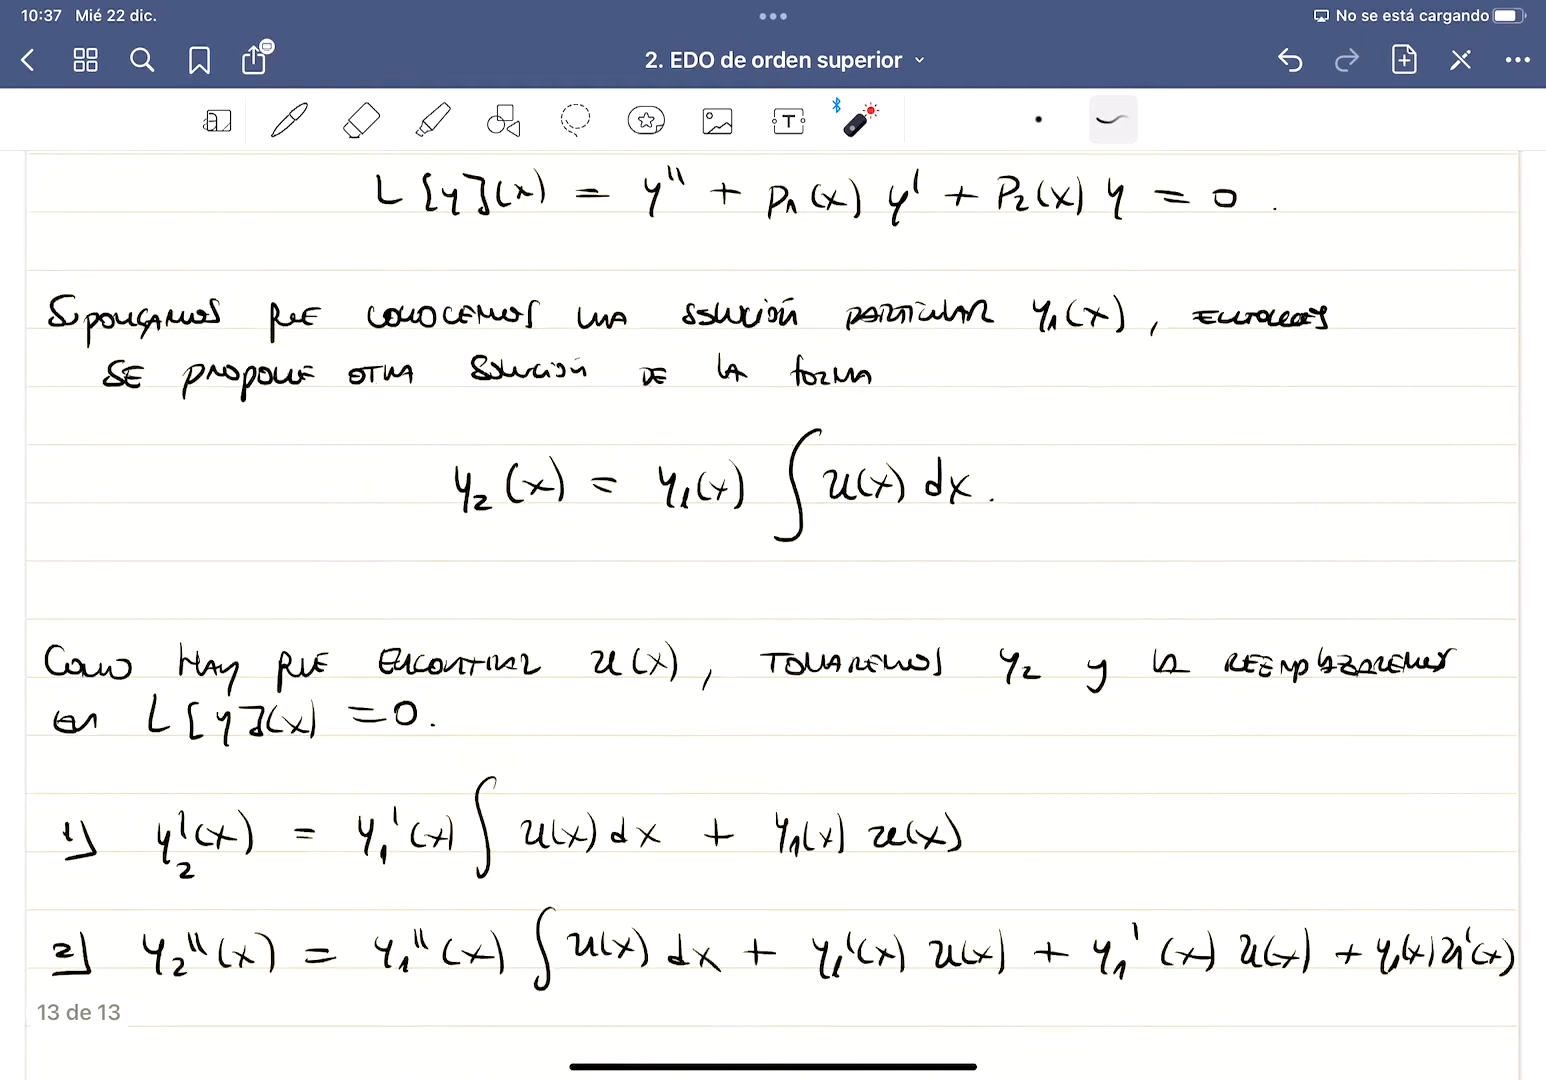 10:37 Mié 22 dic.
No se está cargando
2. EDO de orden superior
T
L[y](x) = y'' + p₁(x) y' + P₂(x) y = 0.
Supongamos que conocemos una solución particular y₁(x), entonces
se propone otra solución de la forma
y₂(x) = y₁(x) ∫ u(x) dx.
Como hay que encontrar u(x), tomaremos y₂ y la reemplazaremos
en L[y](x) = 0.
1) y₂'(x) = y₁'(x) ∫ u(x) dx + y₁(x) u(x)
2) y₂''(x) = y₁''(x) ∫ u(x) dx + y₁'(x) u(x) + y₁'(x) u(x) + y₁(x) u'(x)
13 de 13